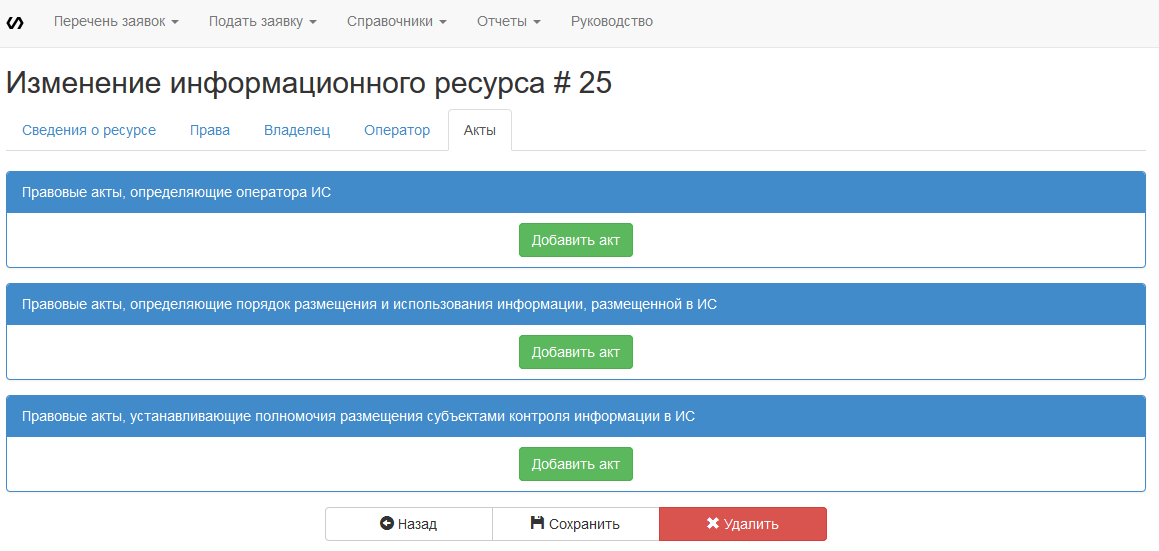 Перечень заявок Подать заявку Справочники Отчеты Руководство
Изменение информационного ресурса # 25
Сведения о ресурсе Права Владелец Оператор Акты
Правовые акты, определяющие оператора ИС
Добавить акт
Правовые акты, определяющие порядок размещения и использования информации, размещенной в ИС
Добавить акт
Правовые акты, устанавливающие полномочия размещения субъектами контроля информации в ИС
Добавить акт
Назад Сохранить Удалить